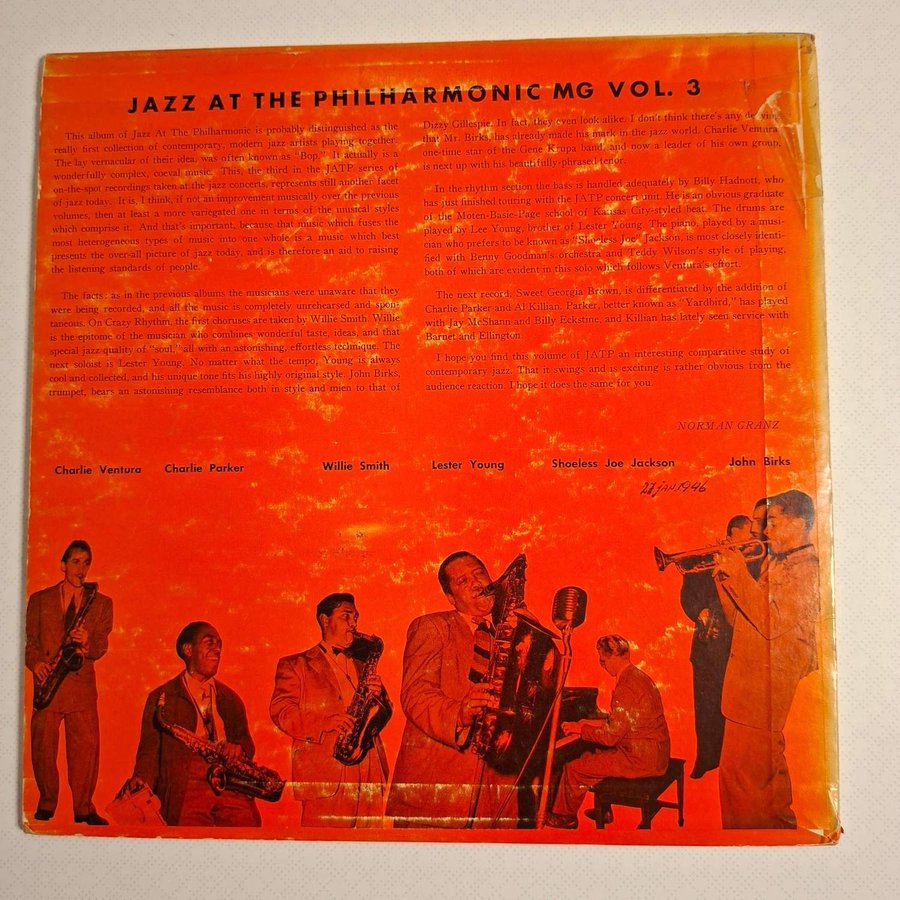 JAZZ AT THE PHILHARMONIC MG VOL. 3
This album of Jazz At The Philharmonic is probably distinguished as the
really first collection of contemporary, modern jazz artists playing together.
The lay vernacular of their idea, was often known as "Bop." It actually is a
wonderfully complex, coeval music. This, the third in the JATP series of
on-the-spot recordings taken at the jazz concerts, represents still another facet
of jazz today. It is, I think, if not an improvement musically over the previous
volumes, then at least a more variegated one in terms of the musical styles
which comprise it. And that's important, because that music which fuses the
most heterogeneous types of music into one whole is a music which best
presents the over-all picture of jazz today, and is therefore an aid to raising
the listening standards of people.
The facts: as in the previous albums the musicians were unaware that they
were being recorded, and all the music is completely unrehearsed and spon-
taneous. On Crazy Rhythm, the first choruses are taken by Willie Smith. Willie
is the epitome of the musician who combines wonderful taste, ideas, and that
special jazz quality of "soul," all with an astonishing, effortless technique. The
next soloist is Lester Young. No matter what the tempo, Young is always
cool and collected, and his unique tone fits his highly original style. John Birks,
trumpet, bears an astonishing resemblance both in style and mien to that of
Dizzy Gillespie. In fact, they even look alike. I don't think there's any denying
that Mr. Birks, has already made his mark in the jazz world. Charlie Ventura,
one-time star of the Gene Krupa band, and now a leader of his own group,
is next up with his beautifully-phrased tenor.
In the rhythm section the bass is handled adequately by Billy Hadnott, who
has just finished touring with the JATP concert unit. He is an obvious graduate
of the Moten-Basie-Page school of Kansas City-styled beat. The drums are
played by Lee Young, brother of Lester Young. The piano, played by a musi-
cian who prefers to be known as "Shoeless Joe" Jackson, is most closely identi-
fied with Benny Goodman's orchestra and Teddy Wilson's style of playing,
both of which are evident in this solo which follows Ventura's effort.
The next record, Sweet Georgia Brown, is differentiated by the addition of
Charlie Parker and Al Killian. Parker, better known as "Yardbird," has played
with Jay McShann and Billy Eckstine, and Killian has lately seen service with
Barnet and Ellington.
I hope you find this volume of JATP an interesting comparative study of
contemporary jazz. That it swings and is exciting is rather obvious from the
audience reaction. I hope it does the same for you.
NORMAN GRANZ
Charlie Ventura Charlie Parker Willie Smith Lester Young Shoeless Joe Jackson John Birks
27 JAN 1946